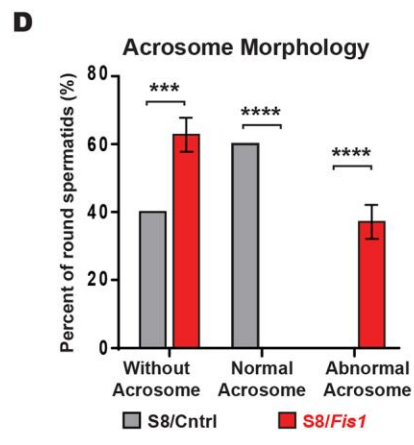 D
Acrosome Morphology
Percent of round spermatids (%)
80
60
40
20
0
***
****
****
Without Acrosome
Normal Acrosome
Abnormal Acrosome
S8/Cntrl
S8/Fis1